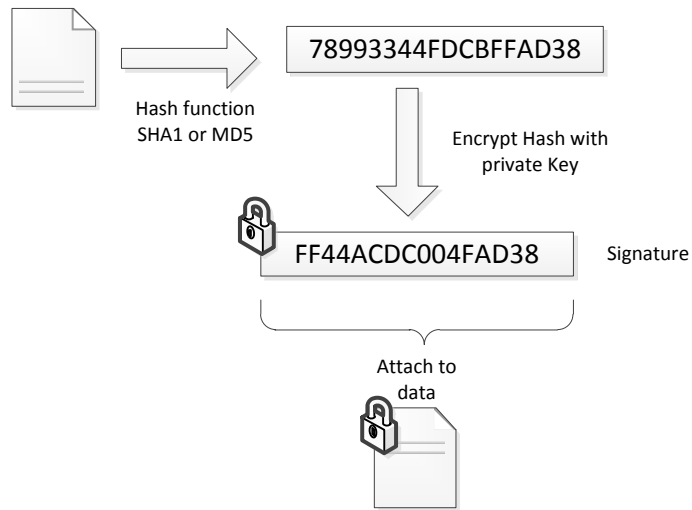 78993344FDCBFFAD38
Hash function
SHA1 or MD5
Encrypt Hash with
private Key
FF44ACDC004FAD38
Signature
Attach to
data